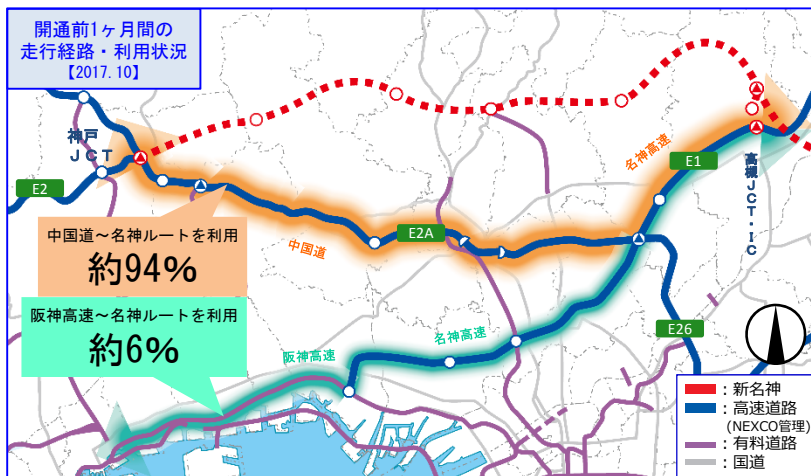 開通前1ヶ月間の
走行経路・利用状況
【2017.10】
神戸
JCT
E2
中国道～名神ルートを利用
約94%
阪神高速～名神ルートを利用
約6%
中国道
E2A
名神高速
E1
高槻JCT・IC
阪神高速
名神高速
E26
：新名神
：高速道路
(NEXCO管理)
：有料道路
：国道